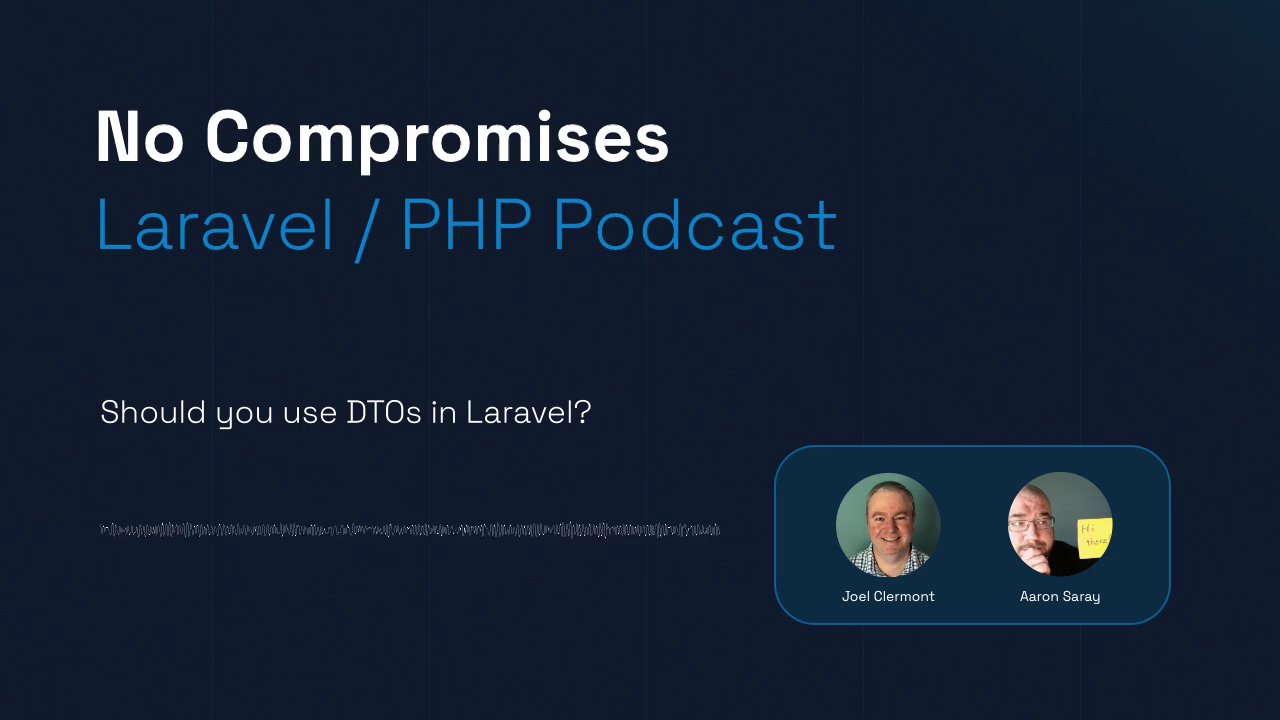 No Compromises
Laravel / PHP Podcast
Should you use DTOs in Laravel?
Hi
there!
Joel Clermont
Aaron Saray